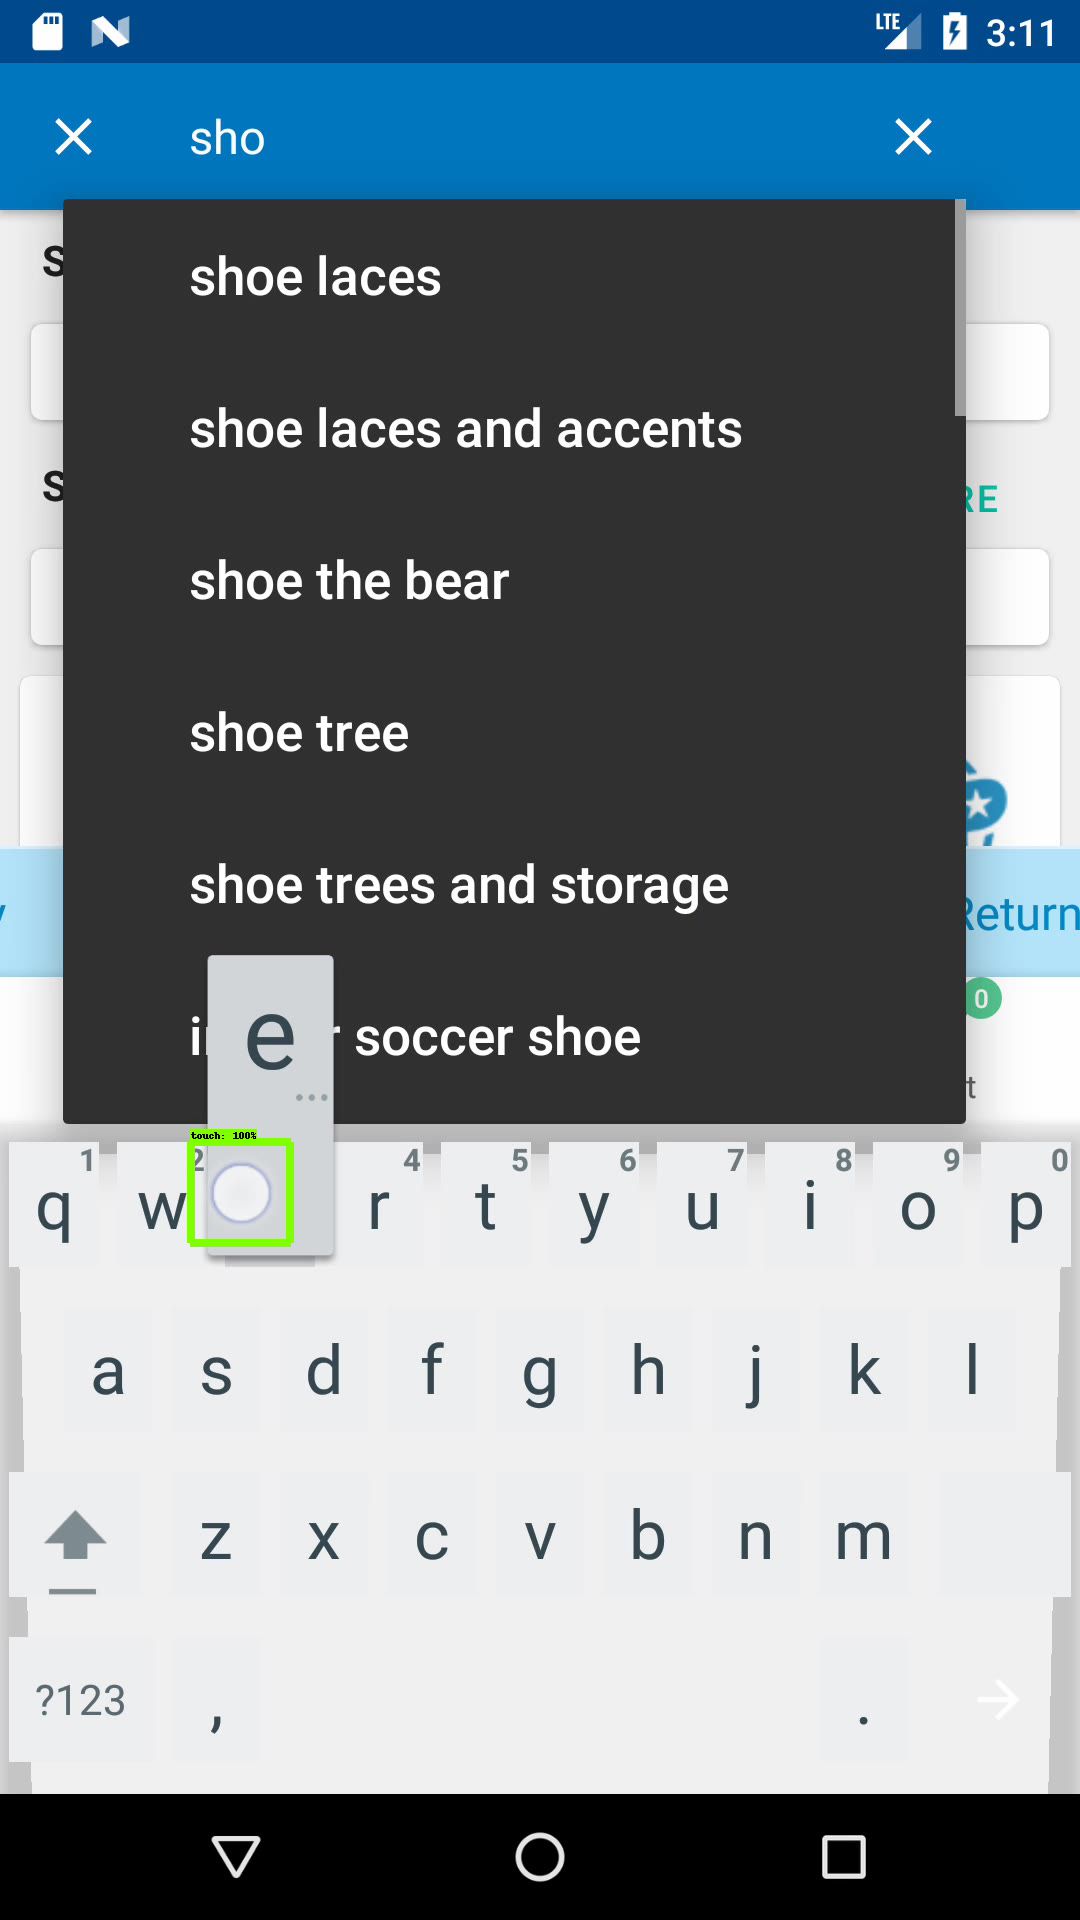 LTE 3:11
sho
S
shoe laces
shoe laces and accents
shoe the bear
S
RE
shoe tree
shoe trees and storage
y
Return
0
soccer shoe
t
e
...
touch: 100%
1 2 4 5 6 7 8 9 0
q w r t y u i o p
a s d f g h j k l
z x c v b n m
?123 , .